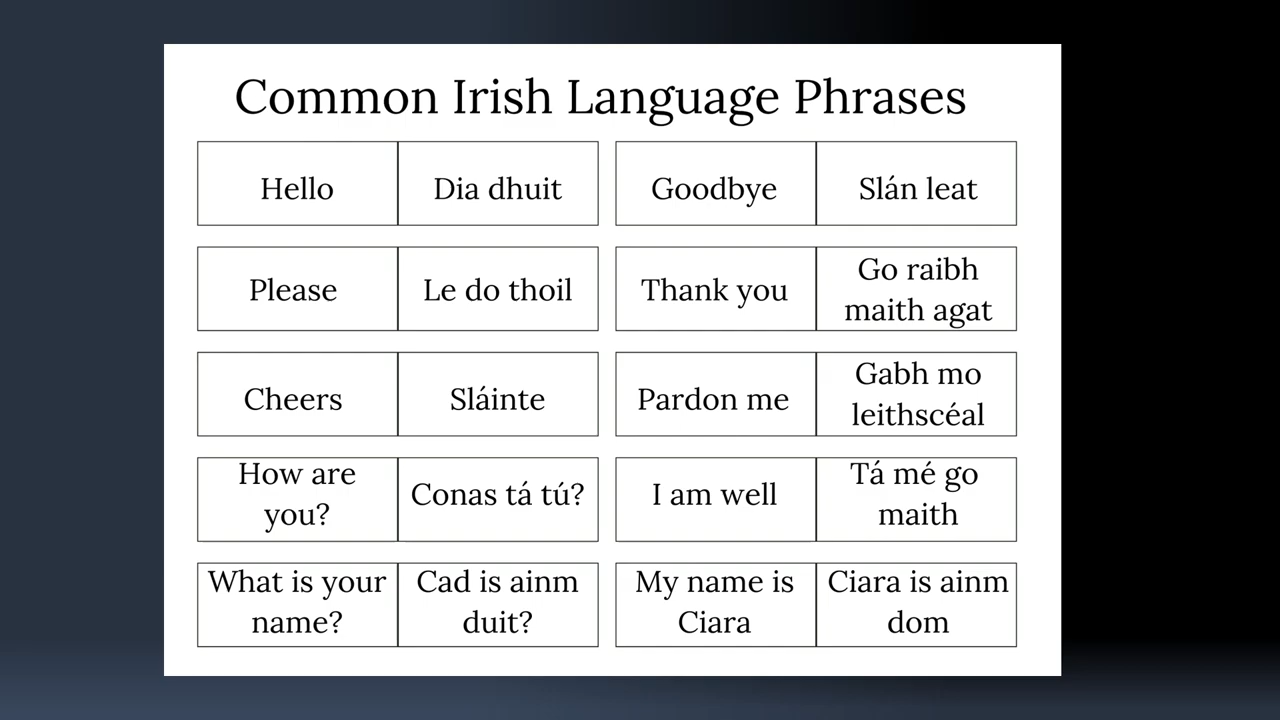 Common Irish Language Phrases
Hello
Dia dhuit
Goodbye
Slán leat
Please
Le do thoil
Thank you
Go raibh
maith agat
Cheers
Sláinte
Pardon me
Gabh mo
leithscéal
How are
you?
Conas tá tú?
I am well
Tá mé go
maith
What is your
name?
Cad is ainm
duit?
My name is
Ciara
Ciara is ainm
dom